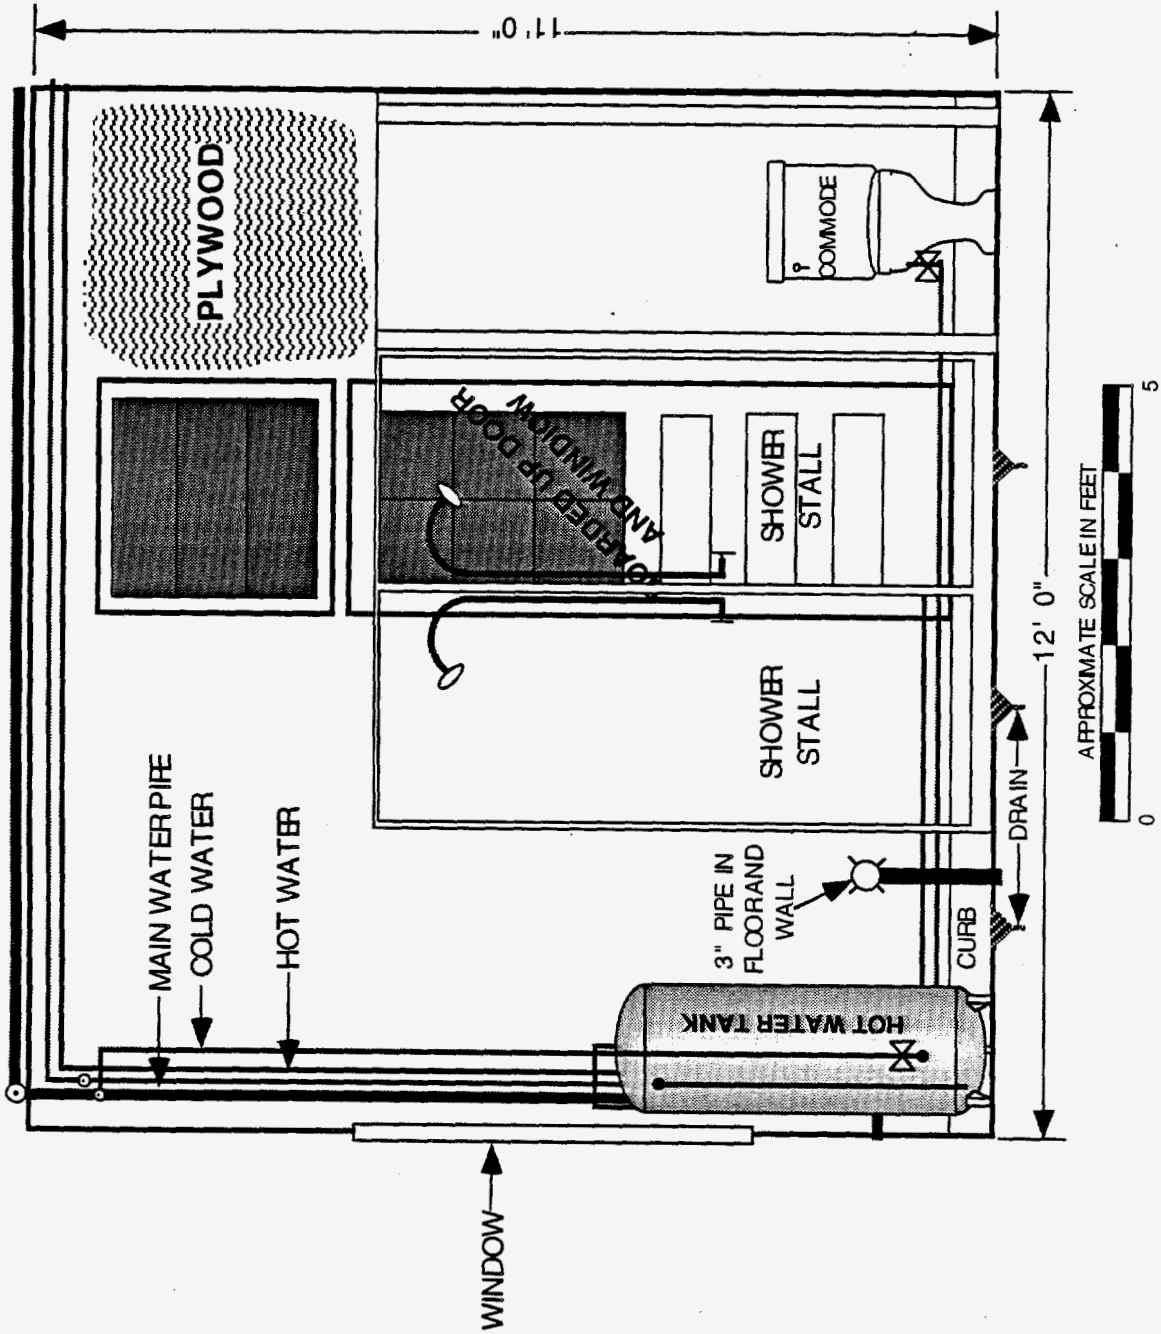 MAIN WATER PIPE
COLD WATER
PLYWOOD
HOT WATER
WINDOW
11' 0"
BOARDED UP DOOR
AND WINDIOW
3" PIPE IN
FLOOR AND
WALL
SHOWER
STALL
SHOWER
STALL
COMMODE
HOT WATER TANK
CURB
DRAIN
12' 0"
APPROXIMATE SCALE IN FEET
0 5